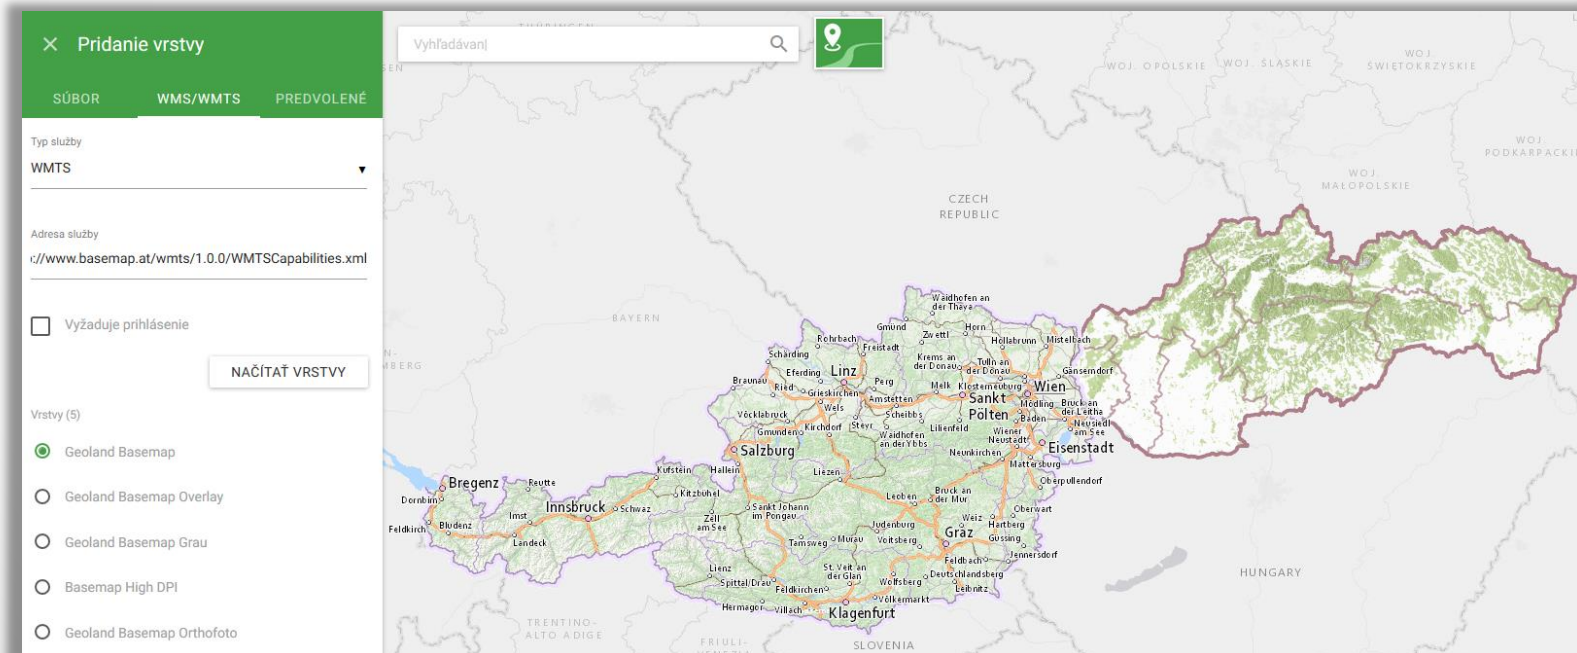 Pridanie vrstvy
SÚBOR
WMS/WMTS
PREDVOLENÉ
Typ služby
WMTS
Adresa služby
://www.basemap.at/wmts/1.0.0/WMTSCapabilities.xml
Vyžaduje prihlásenie
NAČÍTAŤ VRSTVY
Vrstvy (5)
Geoland Basemap
Geoland Basemap Overlay
Geoland Basemap Grau
Basemap High DPI
Geoland Basemap Orthofoto
Vyhľadávan
WOJ. OPOLSKIE
WOJ. ŚLĄSKIE
WOJ.
ŚWIĘTOKRZYSKIE
WOJ.
WOJ.
MAŁOPOLSKIE
CZECH
REPUBLIC
BAYERN
Waidhofen an
der Thaya
Gmünd
Zwettl
Horn
Hollabrunn
Mistelbach
Rohrbach
Freistadt
Schärding
Krems an
der Donau
Tulln an
der Donau
Gänserndorf
Eferding
Linz
Perg
Melk
Klosterneuburg
Wien
Braunau
Ried
Grieskirchen
Amstetten
Sankt
Pölten
Mödling
Bruck an
der Leitha
Wels
Scheibbs
Baden
Vöcklabruck
Steyr
Lilienfeld
Wiener
Neustadt
Neusiedl
am See
Gmunden
Kirchdorf
Waidhofen
an der Ybbs
Eisenstadt
Salzburg
Neunkirchen
Mattersburg
Kufstein
Hallein
Liezen
Oberpullendorf
Bregenz
Reutte
Kitzbühel
Leoben
Bruck an
der Mur
Dornbirn
Imst
Innsbruck
Schwaz
Sankt Johann
im Pongau
Oberwart
Feldkirch
Bludenz
Landeck
Zell
am See
Judenburg
Weiz
Hartberg
Tamsweg
Murau
Voitsberg
Graz
Güssing
Feldbach
Jennersdorf
Lienz
Spittal/Drau
St. Veit an
der Glan
Deutschlandsberg
Feldkirchen
Wolfsberg
Leibnitz
Hermagor
Villach
Völkermarkt
Klagenfurt
HUNGARY
TRENTINO-
ALTO ADIGE
FRIULI-
SLOVENIA